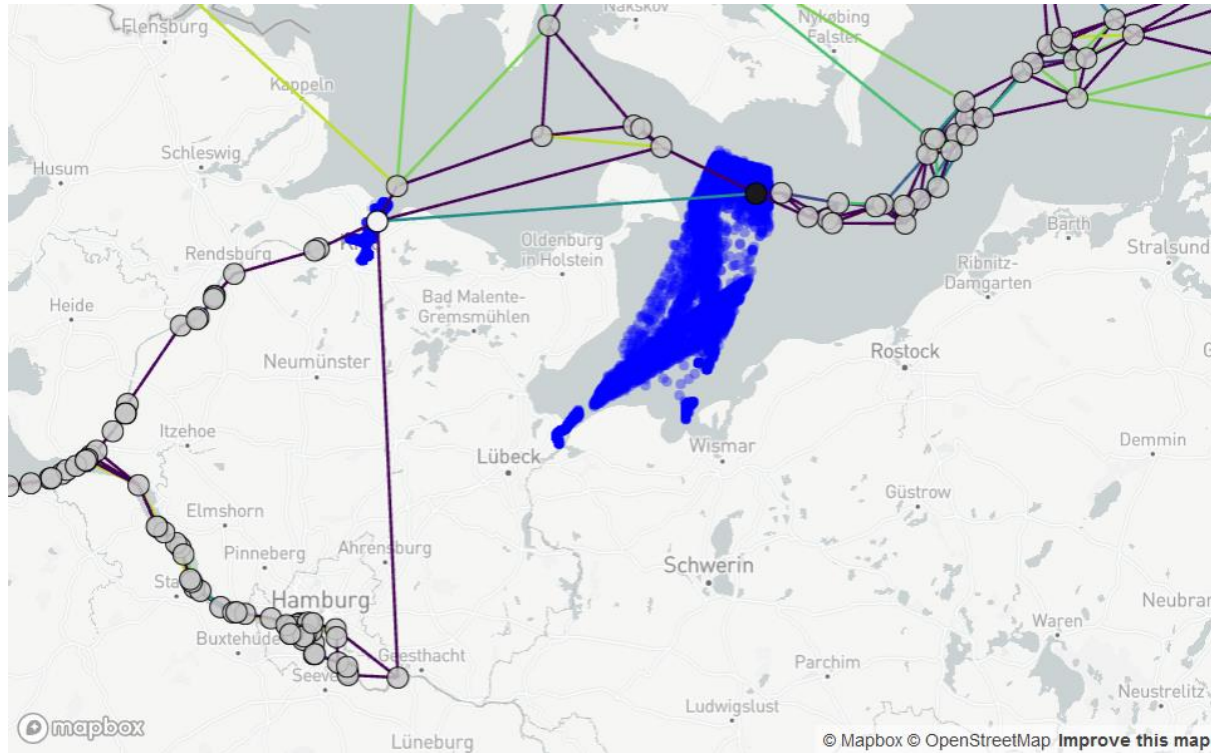 Flensburg
Nakskov
Nykøbing
Falster
Kappeln
Husum
Schleswig
Rendsburg
Oldenburg
in Holstein
Barth
Stralsund
Ribnitz-
Damgarten
Heide
Bad Malente-
Gremsmühlen
Neumünster
Rostock
Itzehoe
Lübeck
Wismar
Demmin
Elmshorn
Güstrow
Pinneberg
Ahrensburg
Schwerin
Hamburg
Neubran
Waren
Buxtehude
Geesthacht
Parchim
Seeve
Ludwigslust
Neustrelitz
mapbox
Lüneburg
© Mapbox © OpenStreetMap Improve this map